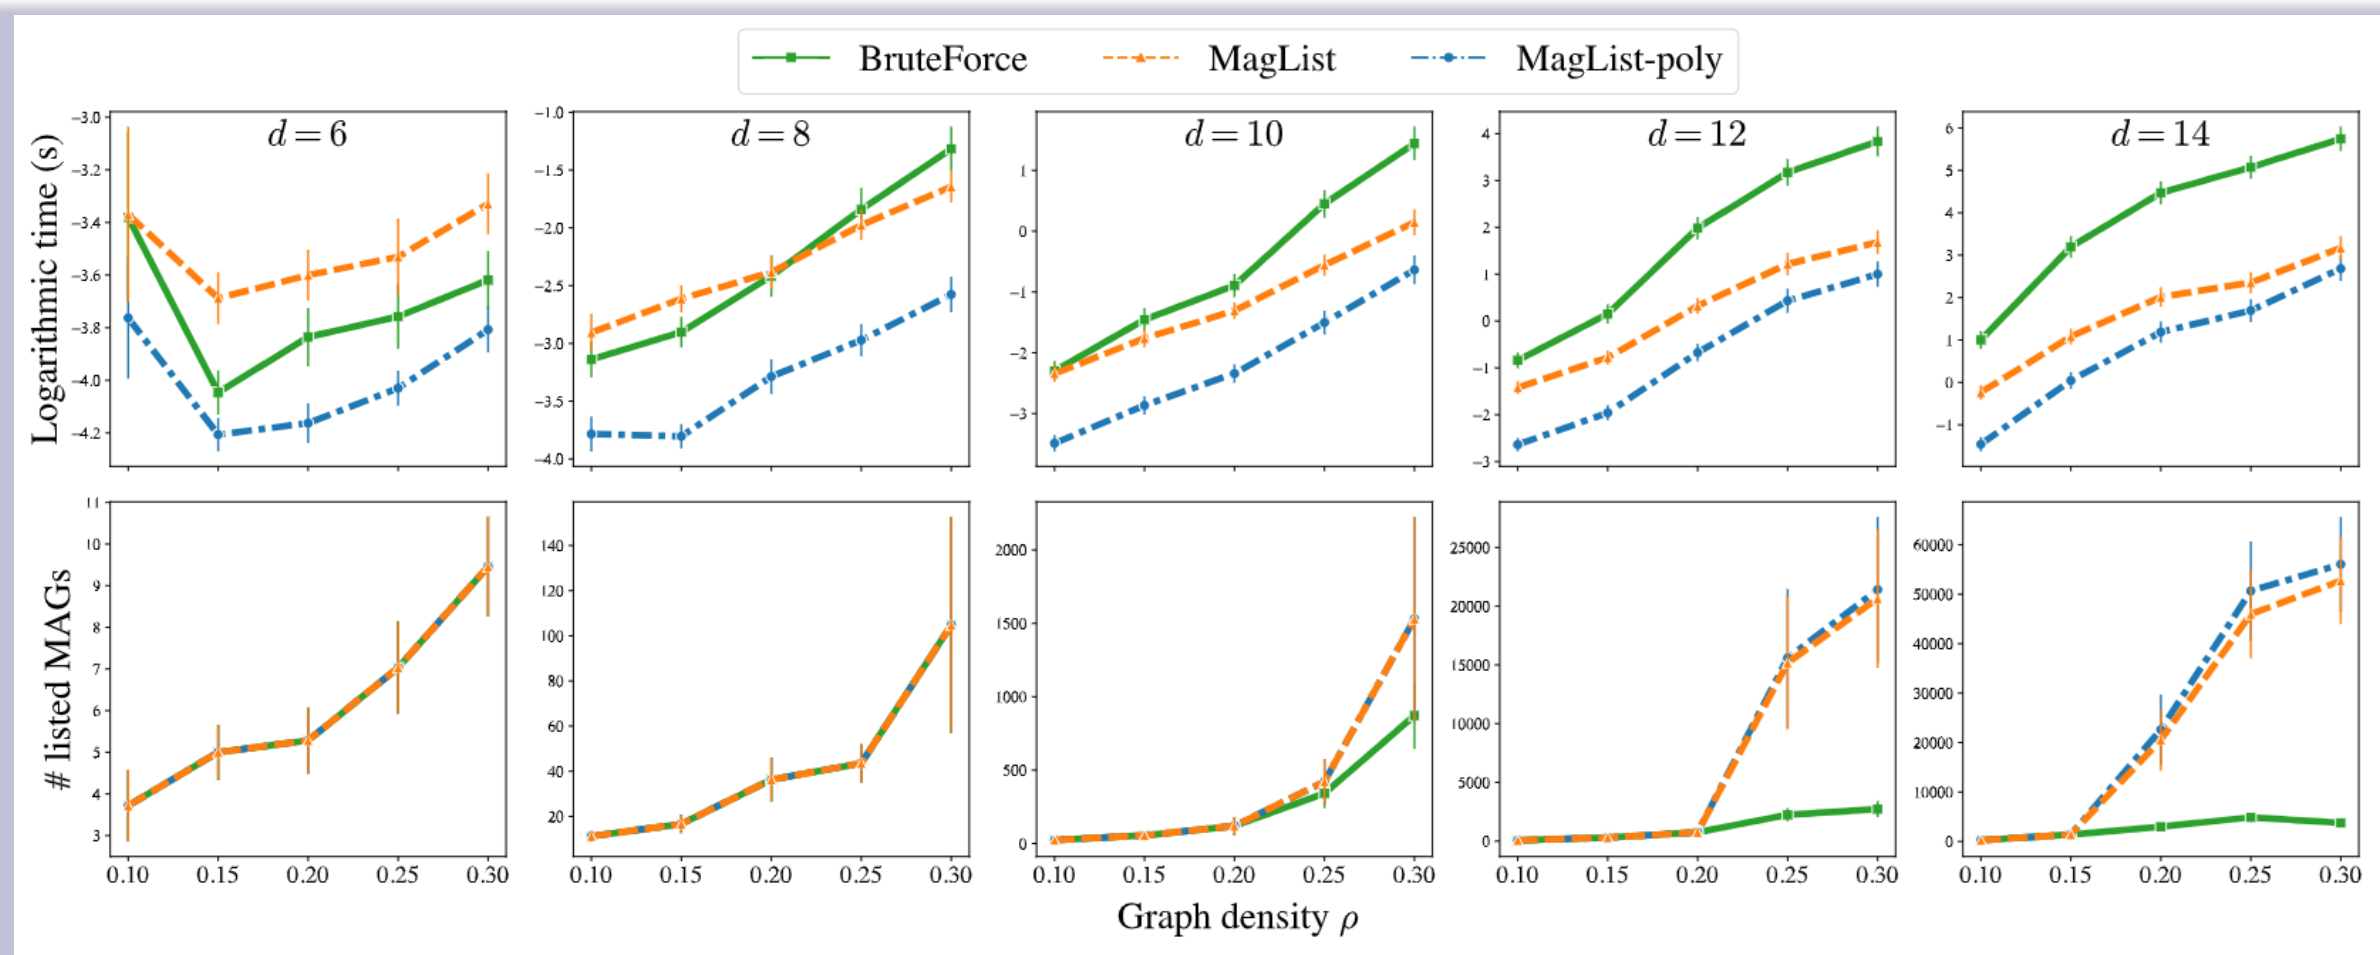 BruteForce MagList MagList-poly
d = 6 d = 8 d = 10 d = 12 d = 14
Logarithmic time (s)
−3.0 −3.2 −3.4 −3.6 −3.8 −4.0 −4.2
−1.0 −1.5 −2.0 −2.5 −3.0 −3.5 −4.0
1 0 −1 −2 −3
4 3 2 1 0 −1 −2 −3
6 5 4 3 2 1 0 −1
# listed MAGs
11 10 9 8 7 6 5 4 3
140 120 100 80 60 40 20
2000 1500 1000 500 0
25000 20000 15000 10000 5000 0
60000 50000 40000 30000 20000 10000 0
0.10 0.15 0.20 0.25 0.30 0.10 0.15 0.20 0.25 0.30 0.10 0.15 0.20 0.25 0.30 0.10 0.15 0.20 0.25 0.30 0.10 0.15 0.20 0.25 0.30
Graph density ρ